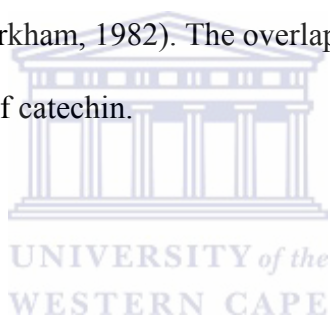 rkham, 1982). The overlap
f catechin.
UNIVERSITY of the
WESTERN CAPE